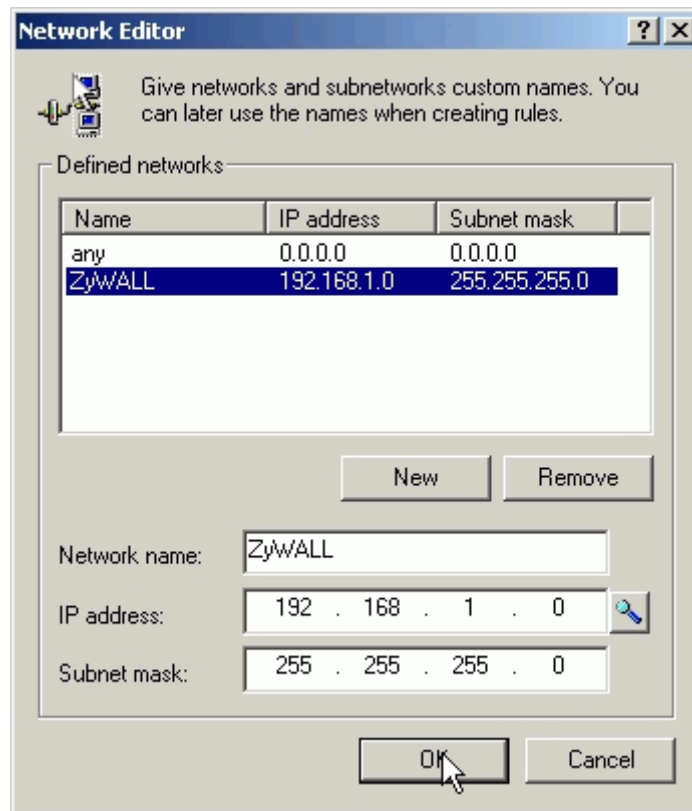 Network Editor
Give networks and subnetworks custom names. You
can later use the names when creating rules.
Defined networks
Name IP address Subnet mask
any 0.0.0.0 0.0.0.0
ZyWALL 192.168.1.0 255.255.255.0
New Remove
Network name: ZyWALL
IP address: 192 . 168 . 1 . 0
Subnet mask: 255 . 255 . 255 . 0
OK Cancel